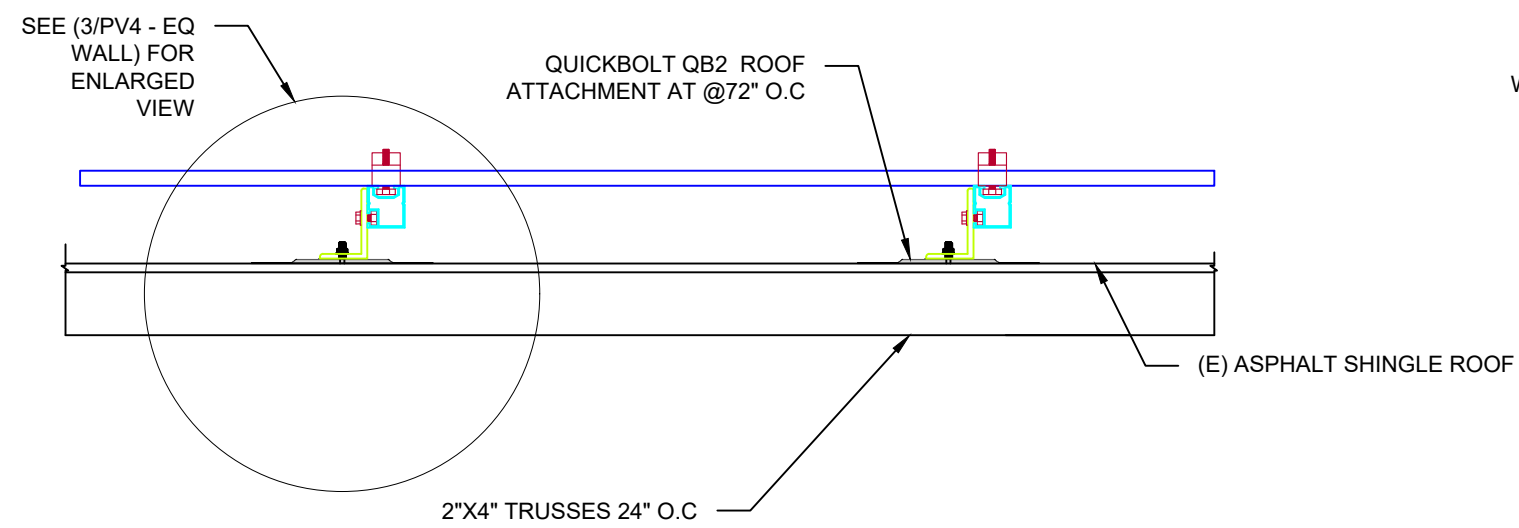 SEE (3/PV4 - EQ
WALL) FOR
ENLARGED
VIEW
QUICKBOLT QB2 ROOF
ATTACHMENT AT @72" O.C
W
(E) ASPHALT SHINGLE ROOF
2"X4" TRUSSES 24" O.C